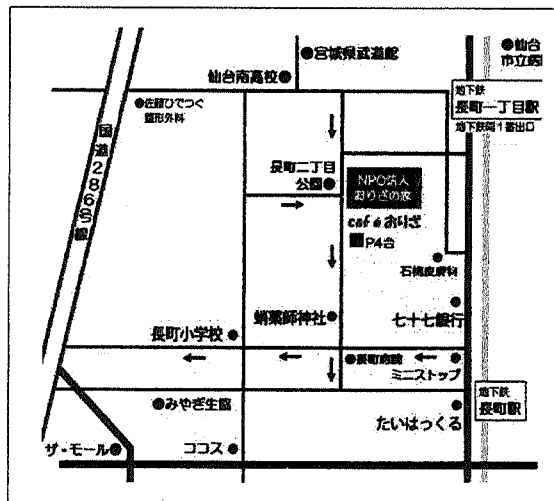 宮城県武道館
仙台
市立病
仙台南高校
地下鉄
長町一丁目駅
地下鉄南1番出口
佐藤ひでつぐ
整形外科
国道286号線
長町二丁目
公園
NPO法人
おりざの家
café おりざ
P4台
石橋皮膚科
蛸薬師神社
七十七銀行
長町小学校
長町病院
ミニストップ
地下鉄
長町駅
みやぎ生協
たいはっくる
ザ・モール
ココス